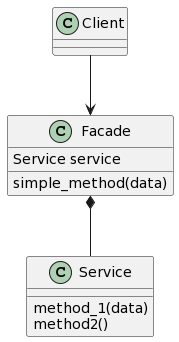 C Client
C Facade
Service service
simple_method(data)
C Service
method_1(data)
method2()